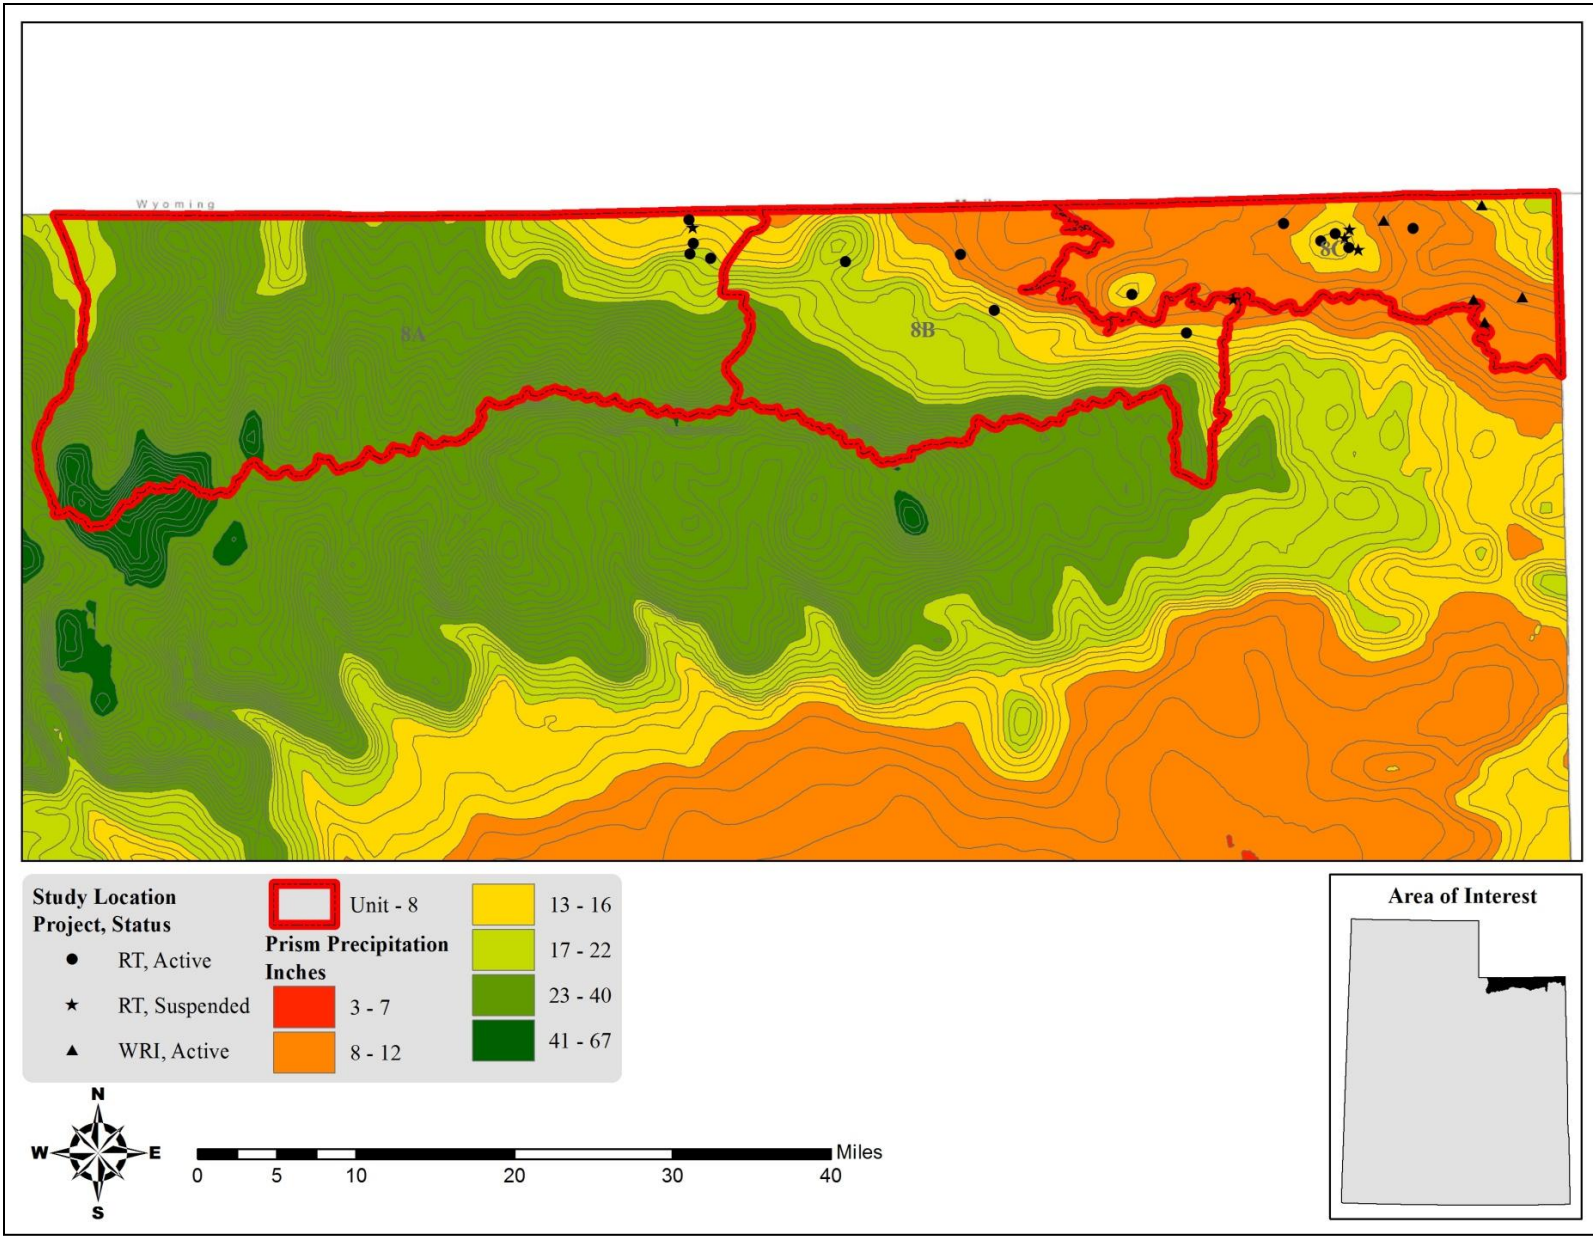 Wyoming
8A
8B
8C
Study Location
Project, Status
RT, Active
RT, Suspended
WRI, Active
Unit - 8
Prism Precipitation
Inches
3 - 7
8 - 12
13 - 16
17 - 22
23 - 40
41 - 67
Area of Interest
N
W
E
S
Miles
0
5
10
20
30
40